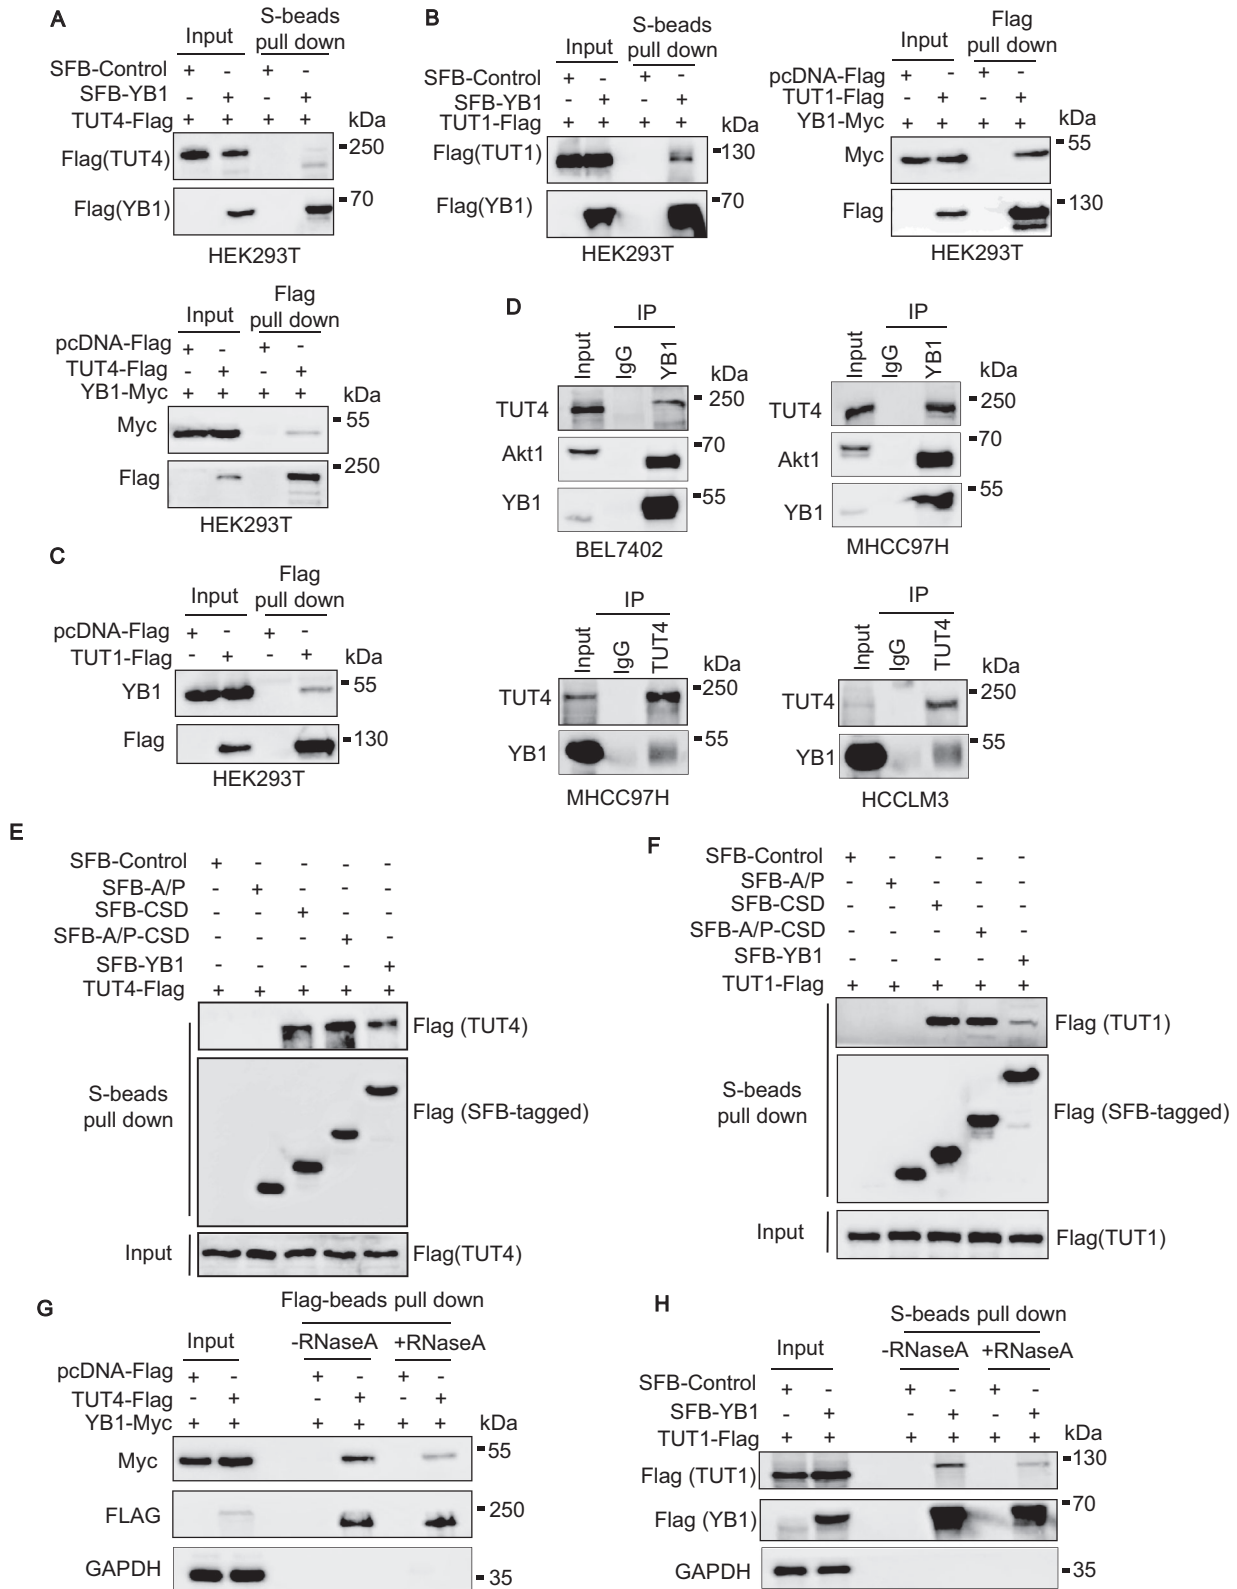 A
Input
S-beads
pull down
SFB-Control + - + -
SFB-YB1 - + - +
TUT4-Flag + + + + kDa
Flag(TUT4) 250
Flag(YB1) 70
HEK293T
Input
Flag
pull down
pcDNA-Flag + - + -
TUT4-Flag - + - +
YB1-Myc + + + + kDa
Myc 55
Flag 250
HEK293T
B
Input
S-beads
pull down
SFB-Control + - + -
SFB-YB1 - + - +
TUT1-Flag + + + + kDa
Flag(TUT1) 130
Flag(YB1) 70
HEK293T
Input
Flag
pull down
pcDNA-Flag + - + -
TUT1-Flag - + - +
YB1-Myc + + + + kDa
Myc 55
Flag 130
HEK293T
C
Input
Flag
pull down
pcDNA-Flag + - + -
TUT1-Flag - + - + kDa
YB1 55
Flag 130
HEK293T
D
IP
Input IgG YB1 kDa
TUT4 250
Akt1 70
YB1 55
BEL7402
IP
Input IgG YB1 kDa
TUT4 250
Akt1 70
YB1 55
MHCC97H
IP
Input IgG TUT4 kDa
TUT4 250
YB1 55
MHCC97H
IP
Input IgG TUT4 kDa
TUT4 250
YB1 55
HCCLM3
E
SFB-Control + - - - -
SFB-A/P - + - - -
SFB-CSD - - + - -
SFB-A/P-CSD - - - + -
SFB-YB1 - - - - +
TUT4-Flag + + + + +
Flag (TUT4)
S-beads
pull down
Flag (SFB-tagged)
Input Flag(TUT4)
F
SFB-Control + - - - -
SFB-A/P - + - - -
SFB-CSD - - + - -
SFB-A/P-CSD - - - + -
SFB-YB1 - - - - +
TUT1-Flag + + + + +
Flag (TUT1)
S-beads
pull down
Flag (SFB-tagged)
Input Flag(TUT1)
G
Flag-beads pull down
Input -RNaseA +RNaseA
pcDNA-Flag + - + - + -
TUT4-Flag - + - + - +
YB1-Myc + + + + + + kDa
Myc 55
FLAG 250
GAPDH 35
H
S-beads pull down
Input -RNaseA +RNaseA
SFB-Control + - + - + -
SFB-YB1 - + - + - +
TUT1-Flag + + + + + + kDa
Flag (TUT1) 130
Flag (YB1) 70
GAPDH 35